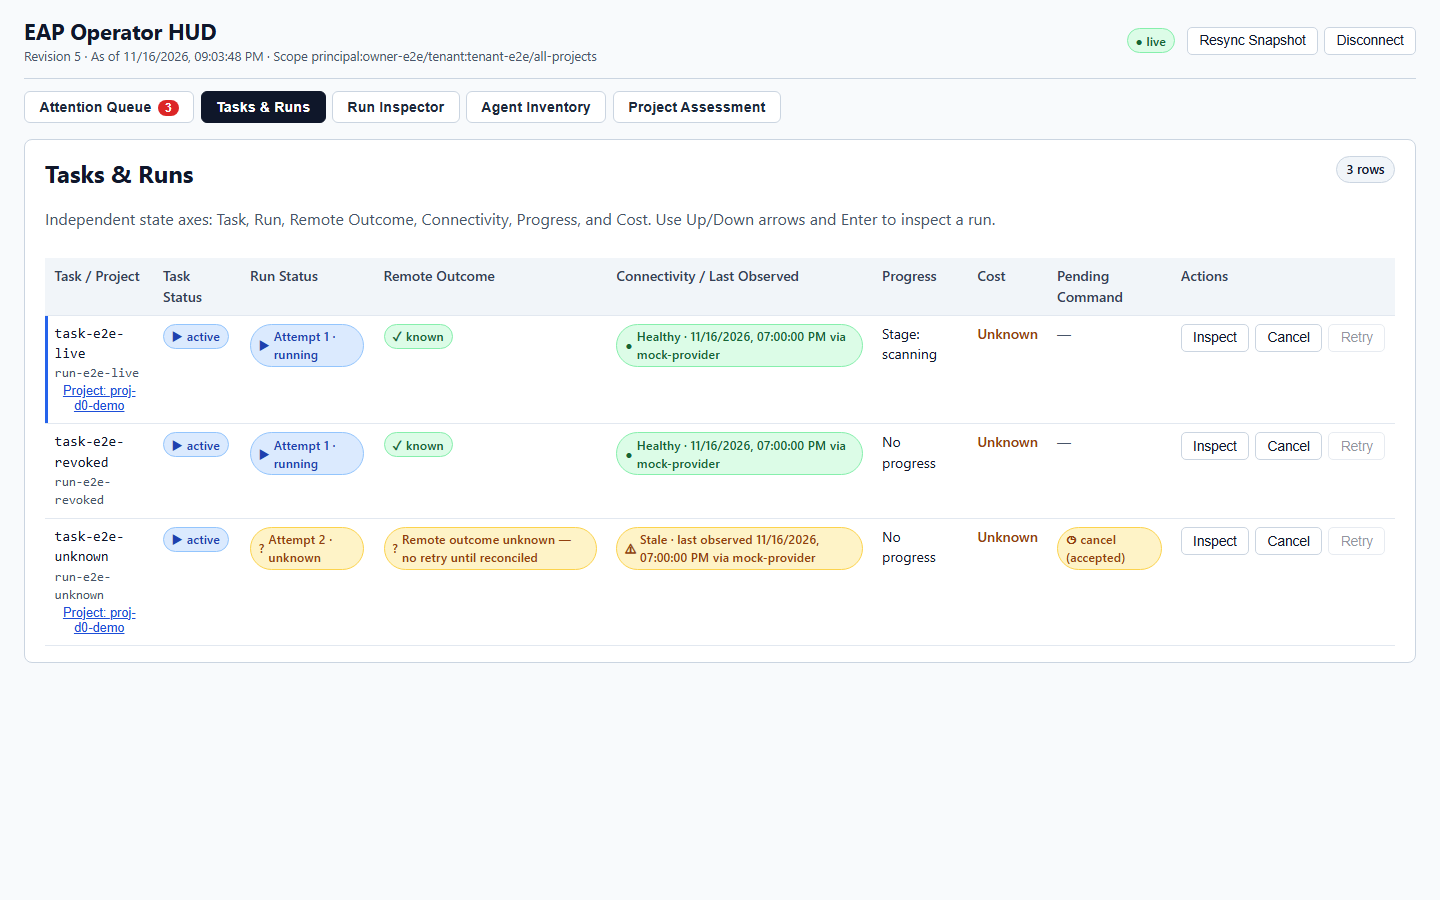 EAP Operator HUD
Revision 5 · As of 11/16/2026, 09:03:48 PM · Scope principal:owner-e2e/tenant:tenant-e2e/all-projects
● live
Resync Snapshot
Disconnect
Attention Queue 3
Tasks & Runs
Run Inspector
Agent Inventory
Project Assessment
Tasks & Runs
3 rows
Independent state axes: Task, Run, Remote Outcome, Connectivity, Progress, and Cost. Use Up/Down arrows and Enter to inspect a run.
Task / Project
Task
Status
Run Status
Remote Outcome
Connectivity / Last Observed
Progress
Cost
Pending
Command
Actions
task-e2e-
live
run-e2e-live
Project: proj-
d0-demo
▶ active
▶ Attempt 1 ·
running
✓ known
● Healthy · 11/16/2026, 07:00:00 PM via
mock-provider
Stage:
scanning
Unknown
—
Inspect
Cancel
Retry
task-e2e-
revoked
run-e2e-
revoked
▶ active
▶ Attempt 1 ·
running
✓ known
● Healthy · 11/16/2026, 07:00:00 PM via
mock-provider
No
progress
Unknown
—
Inspect
Cancel
Retry
task-e2e-
unknown
run-e2e-
unknown
Project: proj-
d0-demo
▶ active
? Attempt 2 ·
unknown
? Remote outcome unknown —
no retry until reconciled
⚠ Stale · last observed 11/16/2026,
07:00:00 PM via mock-provider
No
progress
Unknown
◷ cancel
(accepted)
Inspect
Cancel
Retry